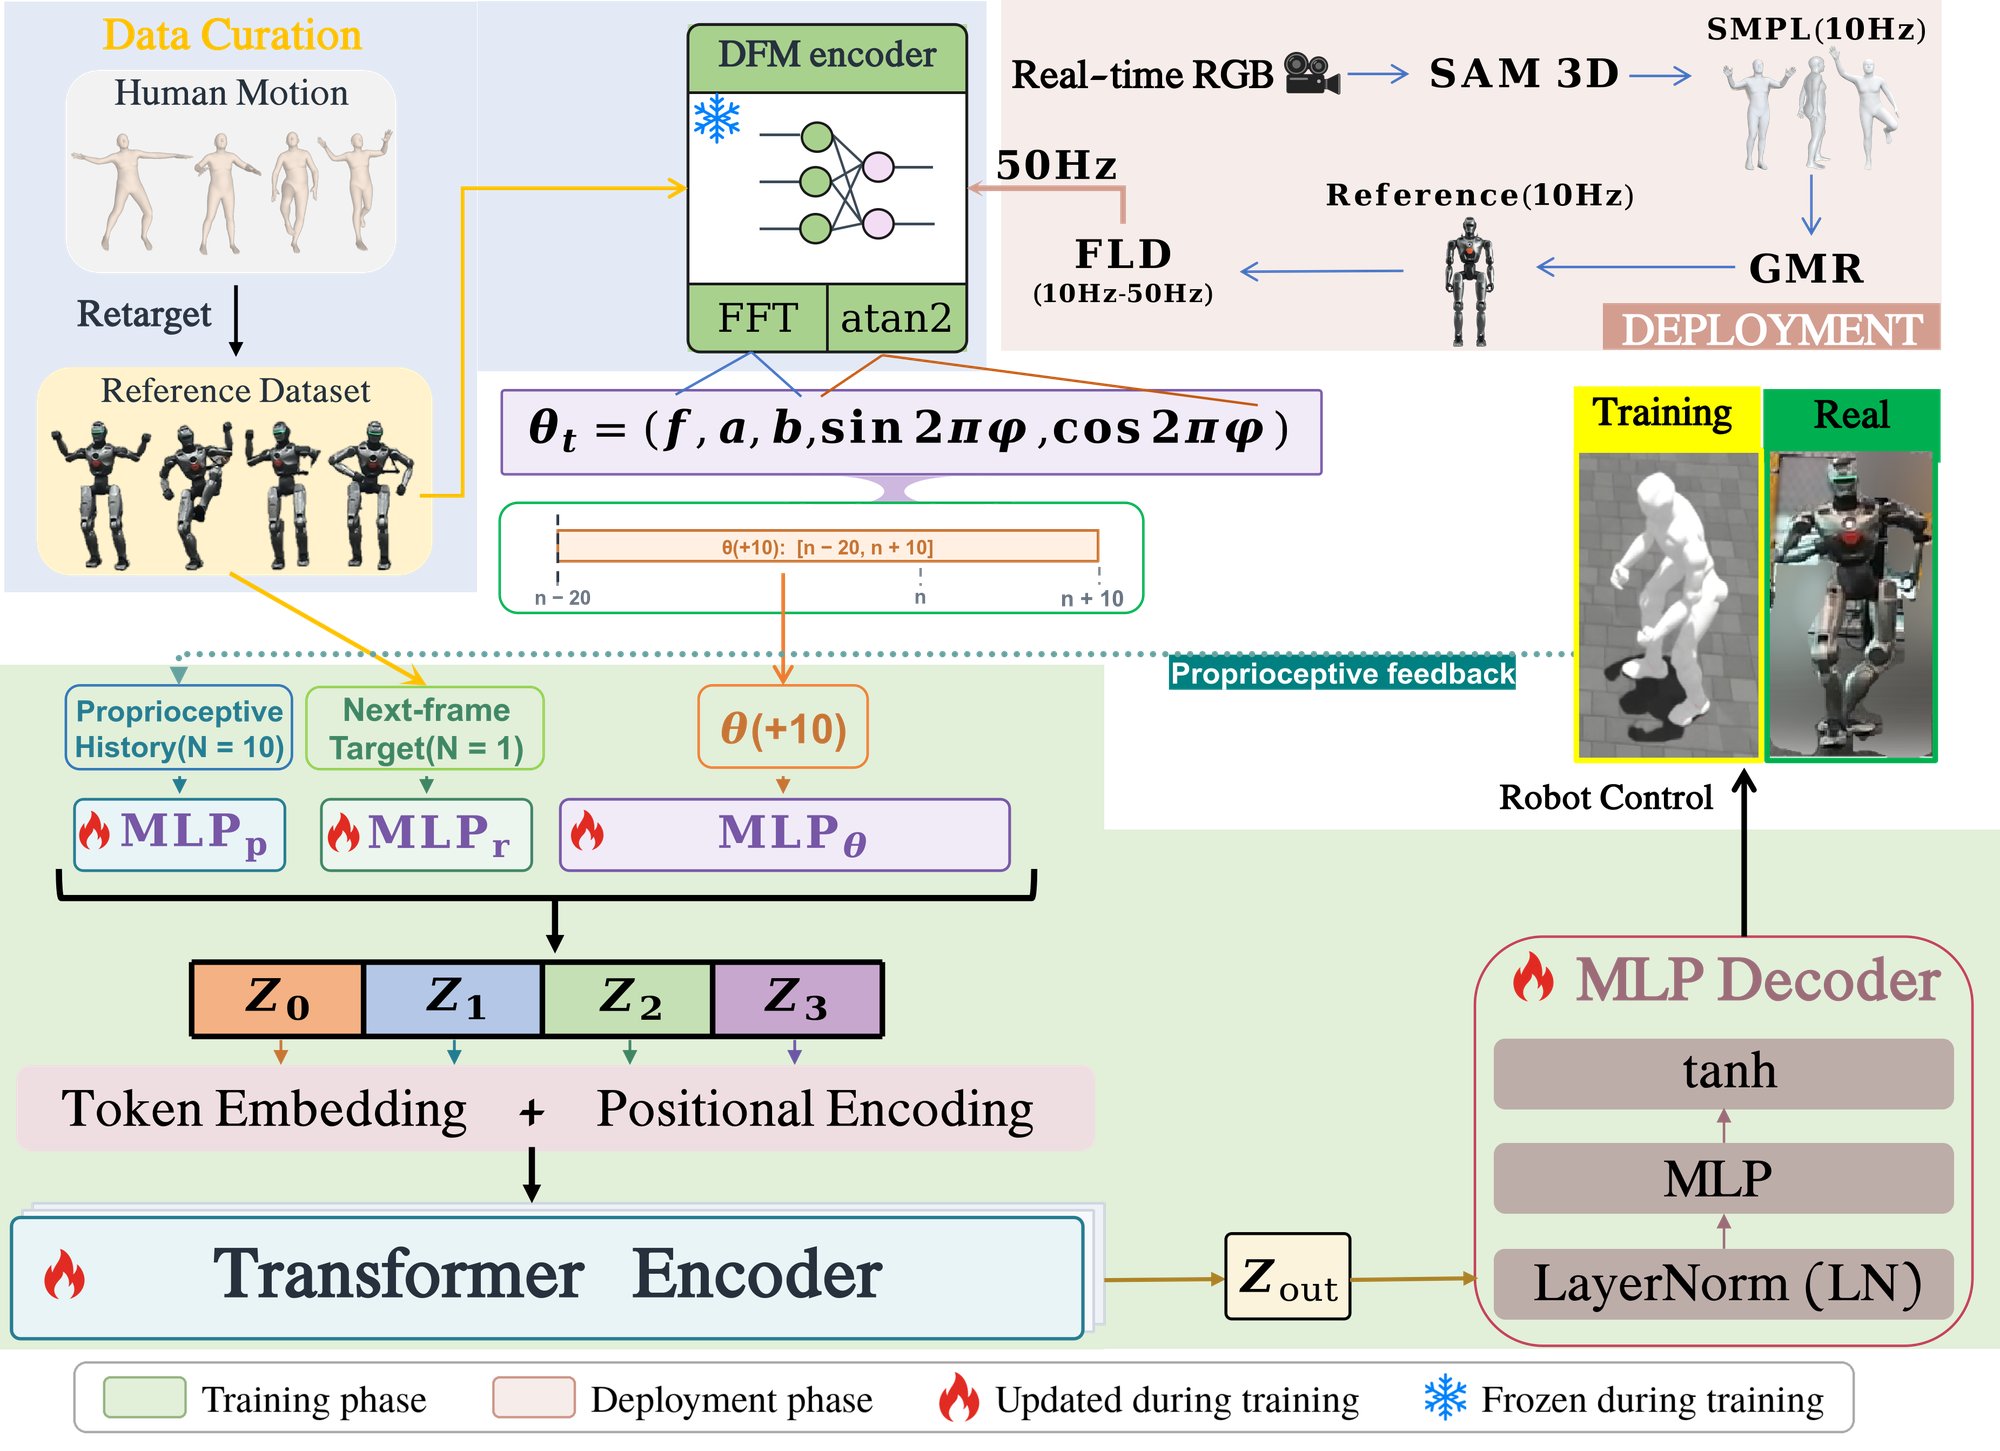 Data Curation
Human Motion
Retarget
Reference Dataset
DFM encoder
FFT
atan2
Real-time RGB
SAM 3D
SMPL(10Hz)
50Hz
Reference(10Hz)
FLD
(10Hz-50Hz)
GMR
DEPLOYMENT
θt = (f, a, b, sin 2πφ ,cos 2πφ )
θ(+10): [n − 20, n + 10]
n − 20
n
n + 10
Training
Real
Proprioceptive feedback
Proprioceptive
History(N = 10)
Next-frame
Target(N = 1)
θ(+10)
MLPp
MLPr
MLPθ
Robot Control
Z0
Z1
Z2
Z3
Token Embedding + Positional Encoding
Transformer Encoder
Zout
MLP Decoder
tanh
MLP
LayerNorm (LN)
Training phase
Deployment phase
Updated during training
Frozen during training